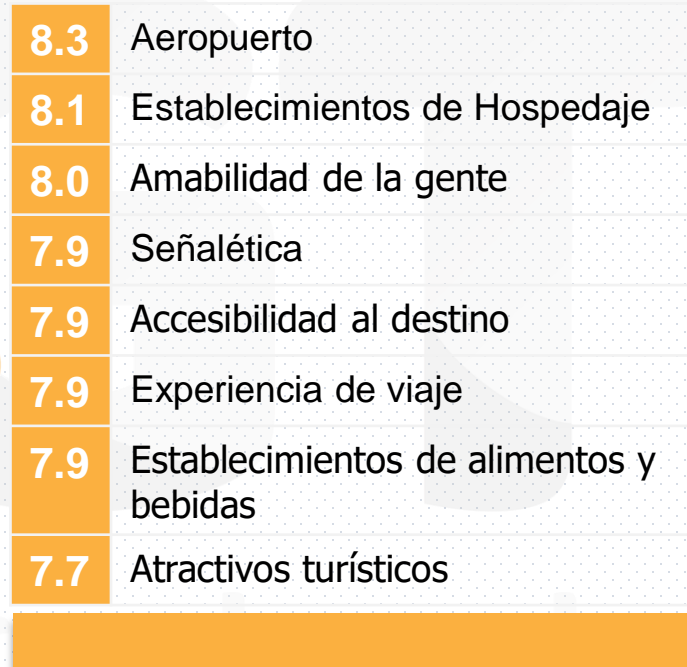 8.3 Aeropuerto
8.1 Establecimientos de Hospedaje
8.0 Amabilidad de la gente
7.9 Señalética
7.9 Accesibilidad al destino
7.9 Experiencia de viaje
7.9 Establecimientos de alimentos y
bebidas
7.7 Atractivos turísticos